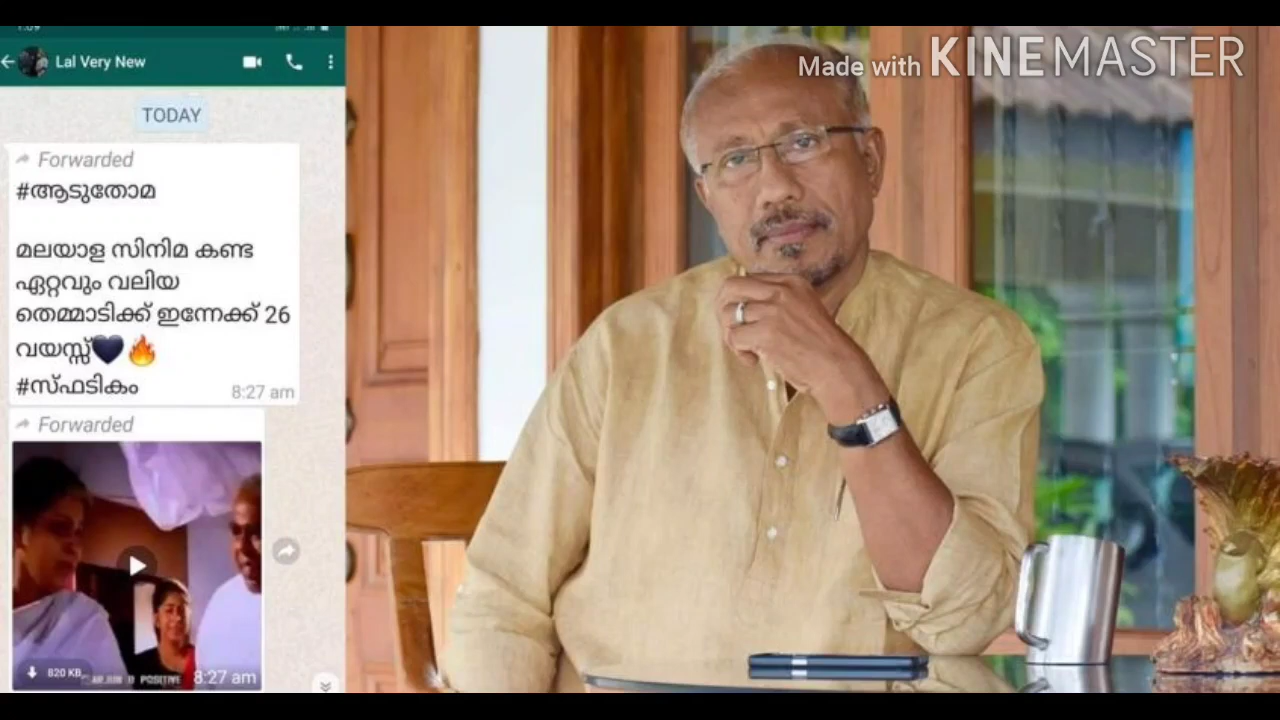 Lal Very New
TODAY
Forwarded
#ആടുതോമ
മലയാള സിനിമ കണ്ട
ഏറ്റവും വലിയ
തെമ്മാടിക്ക് ഇന്നേക്ക് 26
വയസ്സ്🖤🔥
#സ്ഫടികം
8:27 am
Forwarded
820 KB
POSITIVE
8:27 am
Made with KINEMASTER